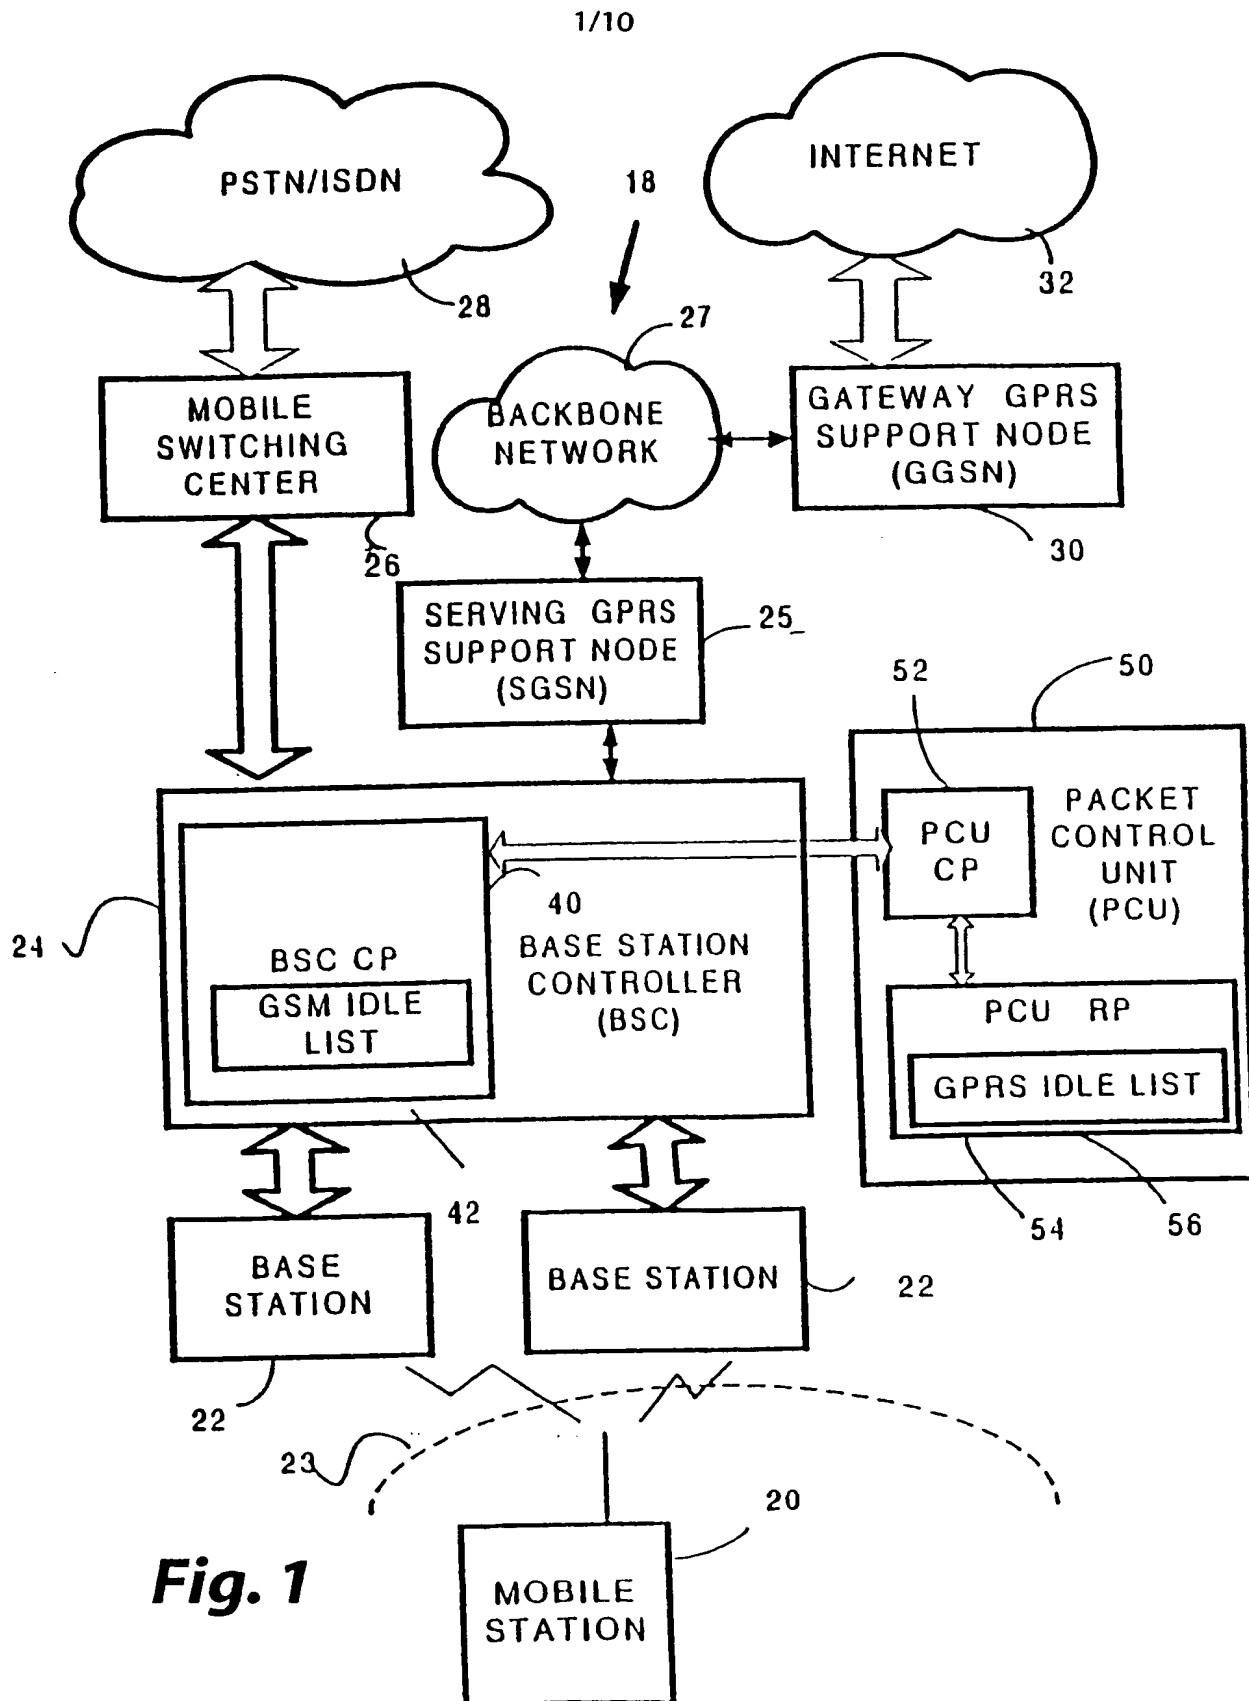 1/10
PSTN/ISDN
INTERNET
18
28
32
27
MOBILE
SWITCHING
CENTER
BACKBONE
NETWORK
GATEWAY GPRS
SUPPORT NODE
(GGSN)
26
30
SERVING GPRS
SUPPORT NODE
(SGSN)
25
52
50
PCU
CP
PACKET
CONTROL
UNIT
(PCU)
24
40
BSC CP
GSM IDLE
LIST
BASE STATION
CONTROLLER
(BSC)
PCU RP
GPRS IDLE LIST
42
54
56
BASE
STATION
BASE STATION
22
22
23
20
MOBILE
STATION
Fig. 1